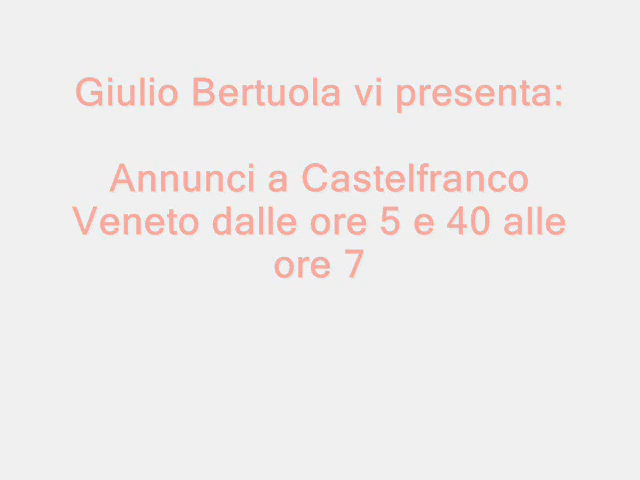 Giulio Bertuola vi presenta:
Annunci a Castelfranco
Veneto dalle ore 5 e 40 alle
ore 7